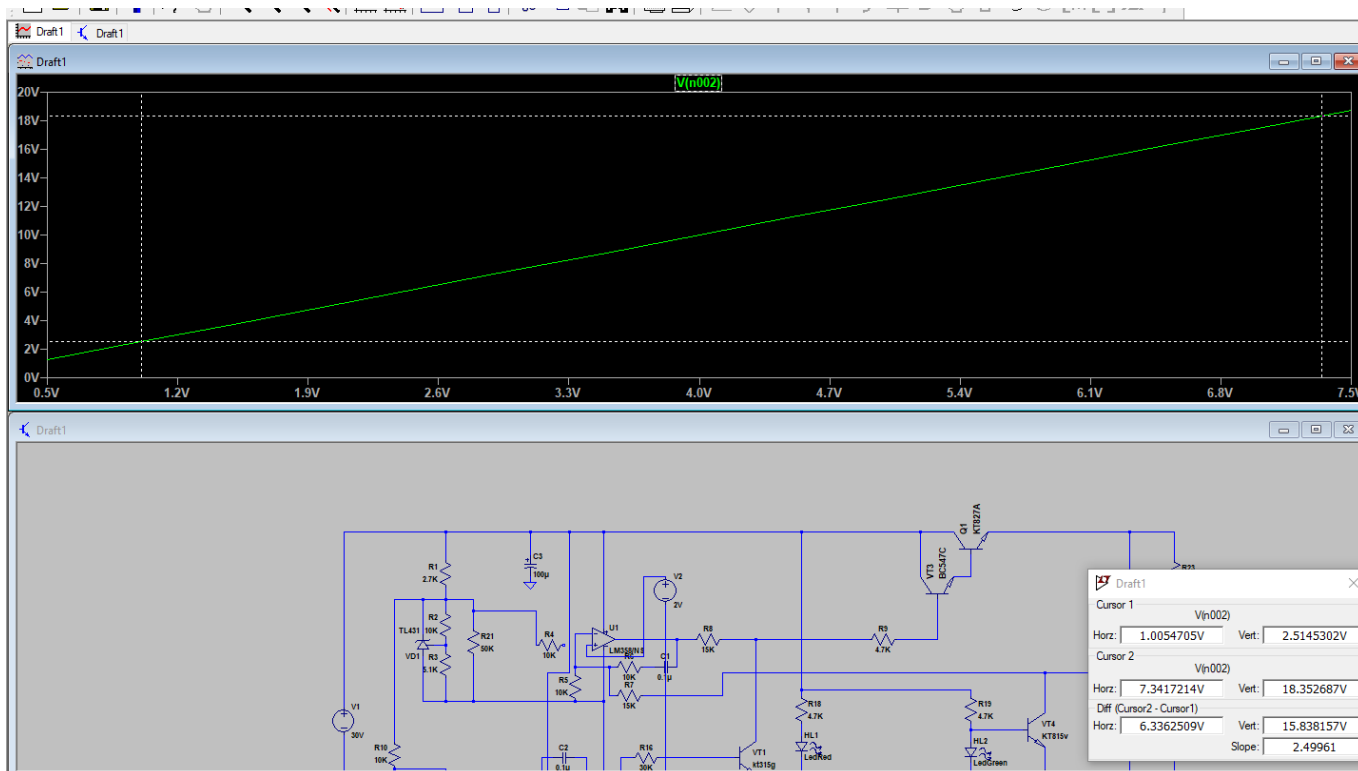 Draft1 Draft1
Draft1
V(n002)
20V
18V
16V
14V
12V
10V
8V
6V
4V
2V
0V
0.5V 1.2V 1.9V 2.6V 3.3V 4.0V 4.7V 5.4V 6.1V 6.8V 7.5V
Draft1
Q1
KT827A
VT3
BC547C
R1
2.7K
C3
100µ
V2
2V
TL431
VD1
R2
10K
R3
5.1K
R21
50K
R4
10K
U1
R8
15K
R9
4.7K
R5
10K
R6
10K
C1
0.1µ
R7
15K
V1
30V
R10
10K
C2
0.1µ
R16
30K
VT1
kt315g
R18
4.7K
HL1
LedRed
R19
4.7K
HL2
LedGreen
VT4
KT815v
R23
Draft1
Cursor 1
V(n002)
Horz: 1.0054705V Vert: 2.5145302V
Cursor 2
V(n002)
Horz: 7.3417214V Vert: 18.352687V
Diff (Cursor2 - Cursor1)
Horz: 6.3362509V Vert: 15.838157V
Slope: 2.49961